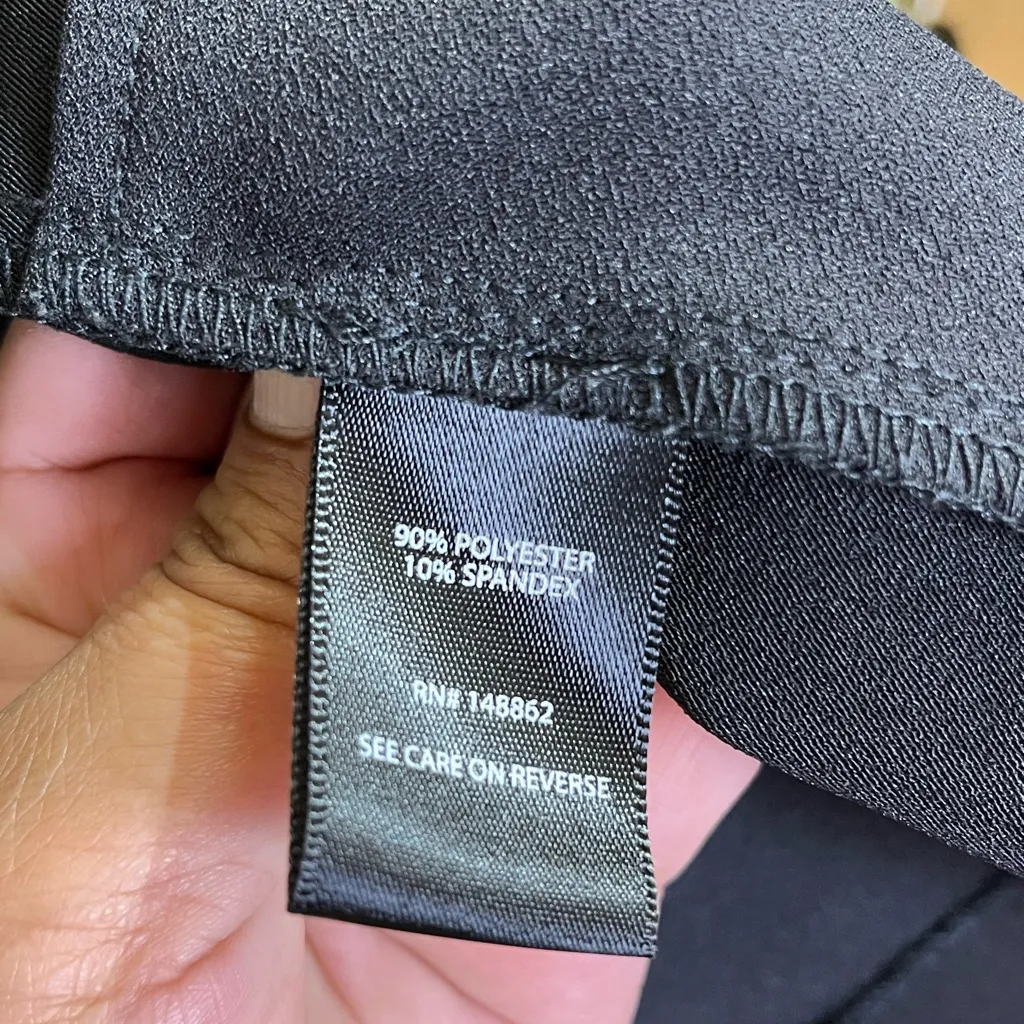 90% POLYESTER
10% SPANDEX
RN# 148862
SEE CARE ON REVERSE